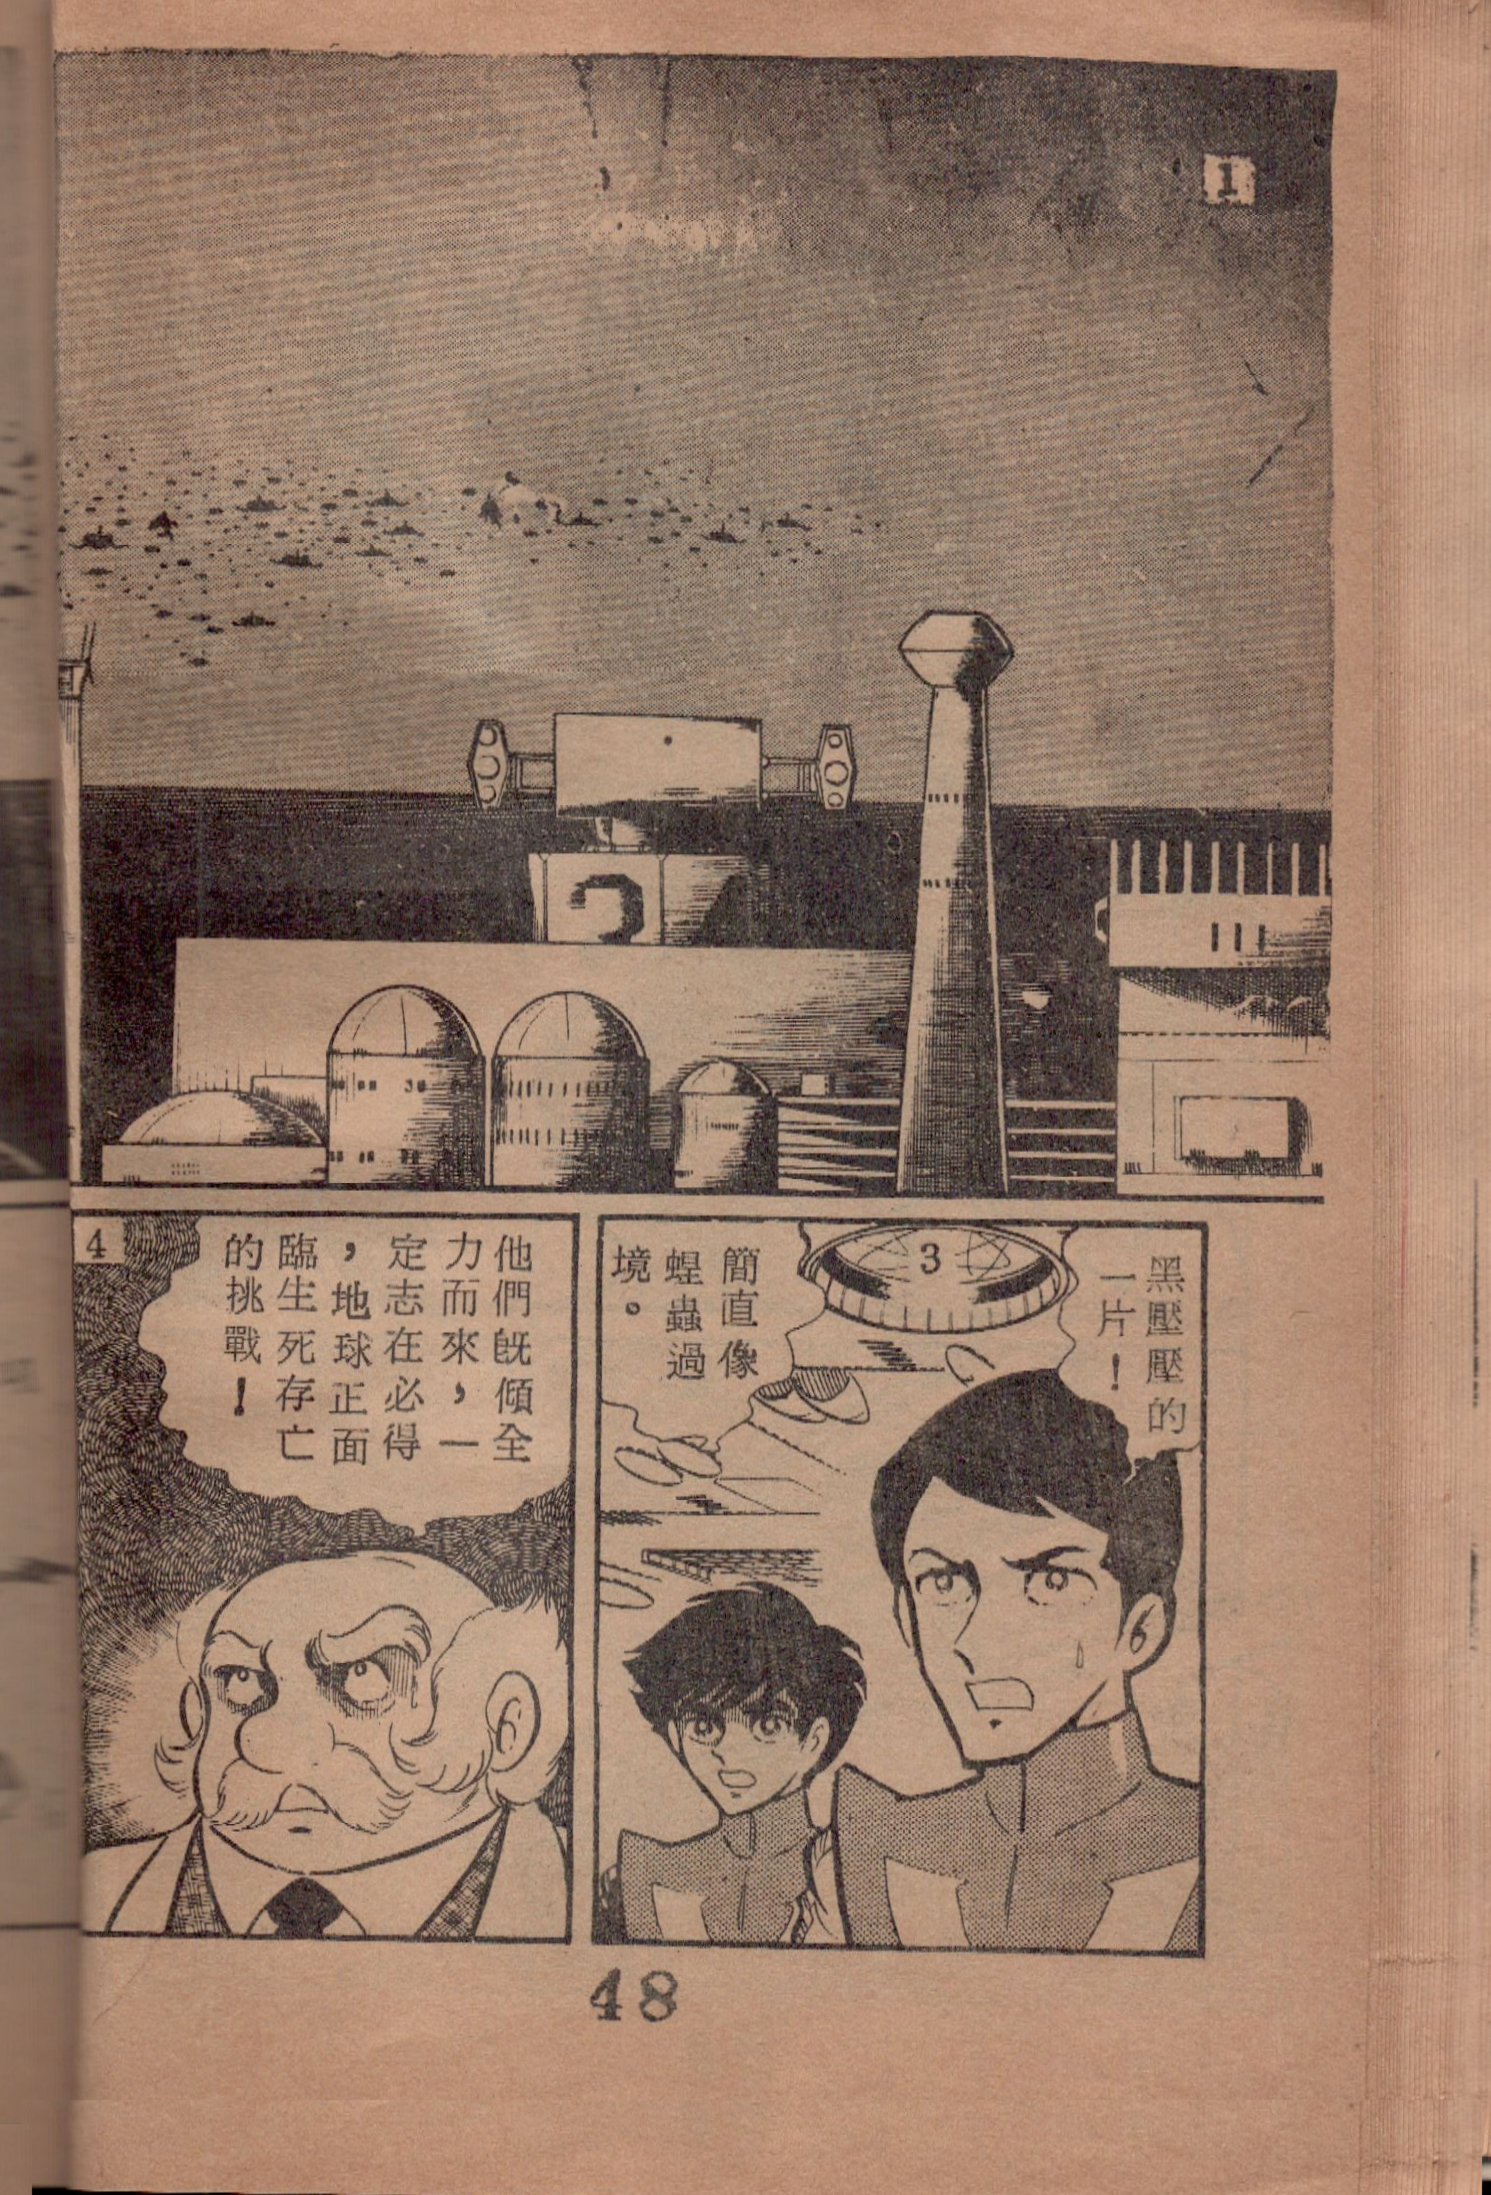 1
3
黑壓壓的
一片！
簡直像
蝗蟲過
境。
4
他們旣傾全
力而來，一
定志在必得
，地球正面
臨生死存亡
的挑戰！
48